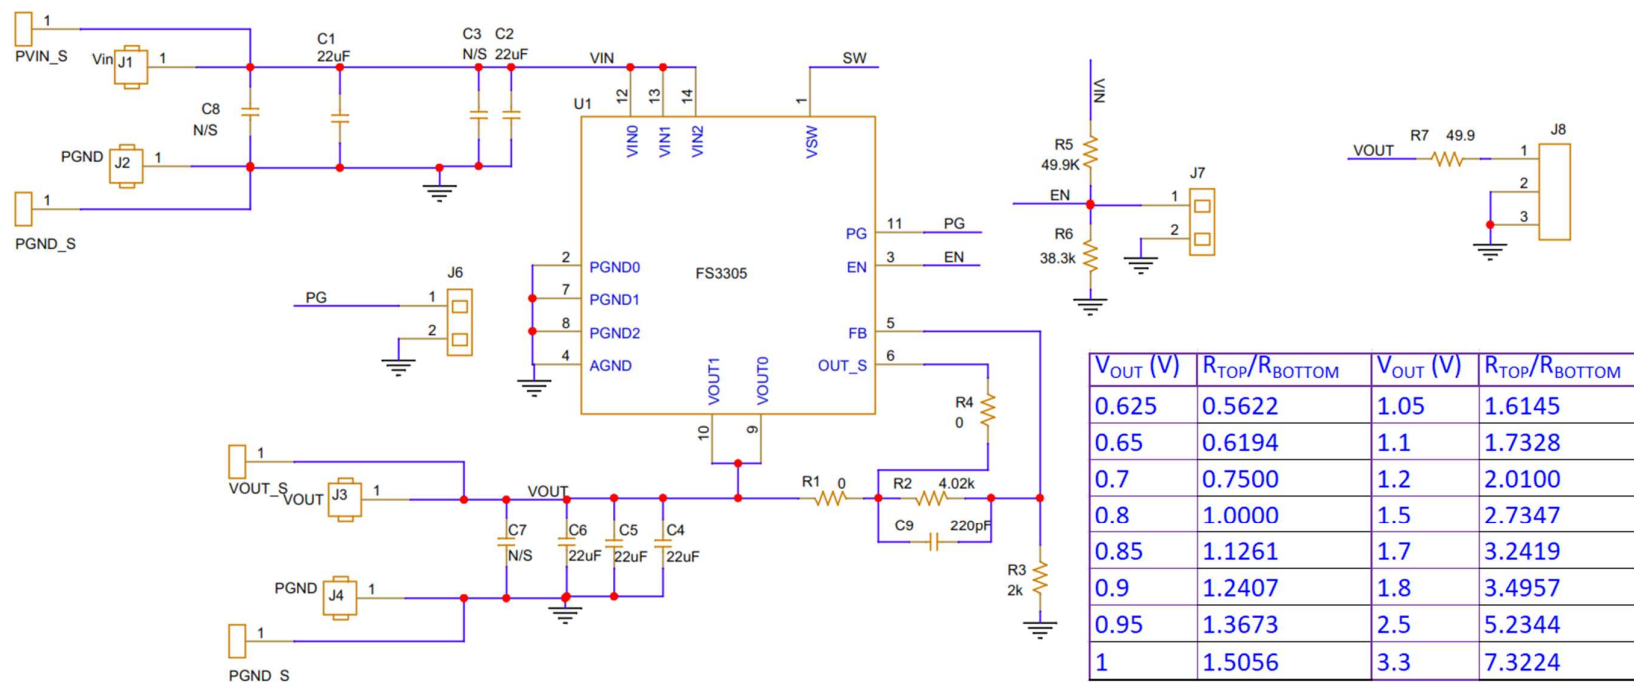 1
PVIN_S
Vin
J1
1
C8
N/S
PGND
J2
1
1
PGND_S
C1
22uF
C3
N/S
C2
22uF
VIN
U1
12
13
14
1
SW
VIN0
VIN1
VIN2
VSW
2
PGND0
7
PGND1
8
PGND2
4
AGND
FS3305
PG
11
PG
EN
3
EN
FB
5
OUT_S
6
VOUT1
VOUT0
10
9
J6
PG
1
2
VIN
R5
49.9K
EN
R6
38.3k
J7
1
2
VOUT
R7
49.9
J8
1
2
3
R4
0
R1
0
R2
4.02k
C9
220pF
R3
2k
1
VOUT_S
VOUT
J3
1
VOUT
C7
N/S
C6
22uF
C5
22uF
C4
22uF
PGND
J4
1
1
PGND_S
VOUT (V) RTOP/RBOTTOM VOUT (V) RTOP/RBOTTOM
0.625 0.5622 1.05 1.6145
0.65 0.6194 1.1 1.7328
0.7 0.7500 1.2 2.0100
0.8 1.0000 1.5 2.7347
0.85 1.1261 1.7 3.2419
0.9 1.2407 1.8 3.4957
0.95 1.3673 2.5 5.2344
1 1.5056 3.3 7.3224